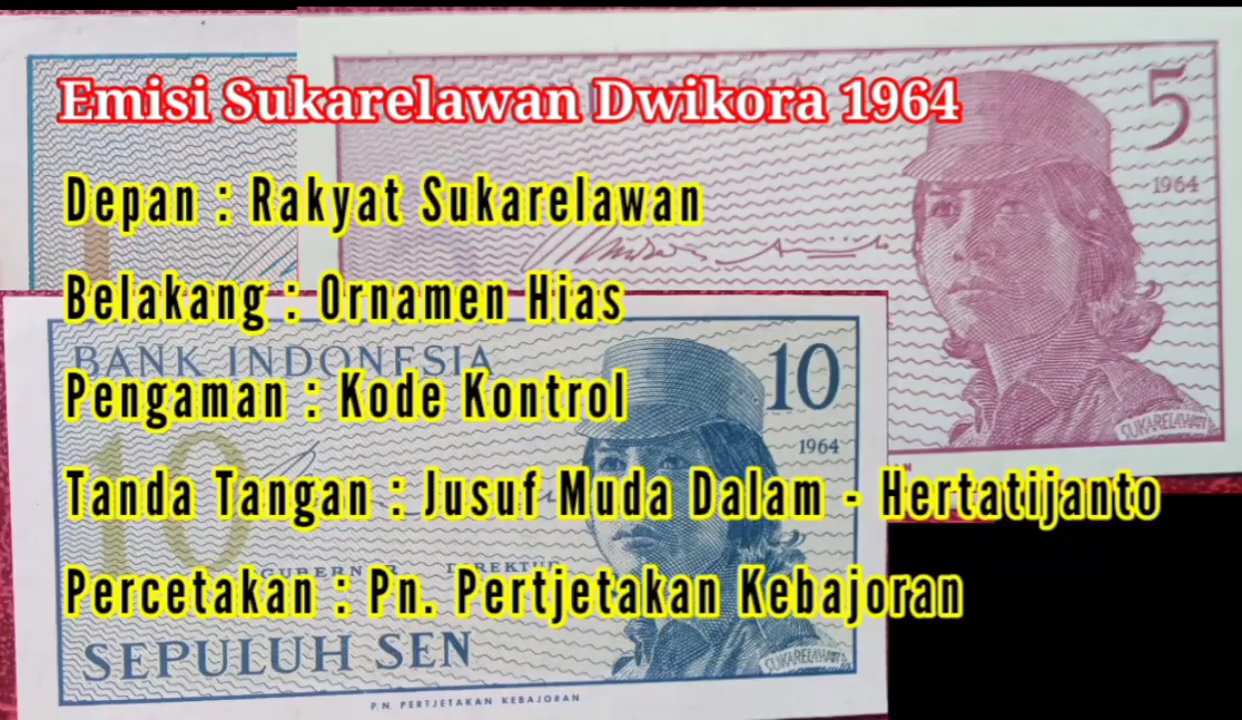 Emisi Sukarelawan Dwikora 1964
5
1964
Depan : Rakyat Sukarelawan
Belakang : Ornamen Hias
BANK INDONESIA
10
Pengaman : Kode Kontrol
1964
SUKARELAWAN
10
Tanda Tangan : Jusuf Muda Dalam - Hertatijanto
GUBERNUR DIREKTUR
Percetakan : Pn. Pertjetakan Kebajoran
SEPULUH SEN
SUKARELAWAN
P.N. PERTJETAKAN KEBAJORAN